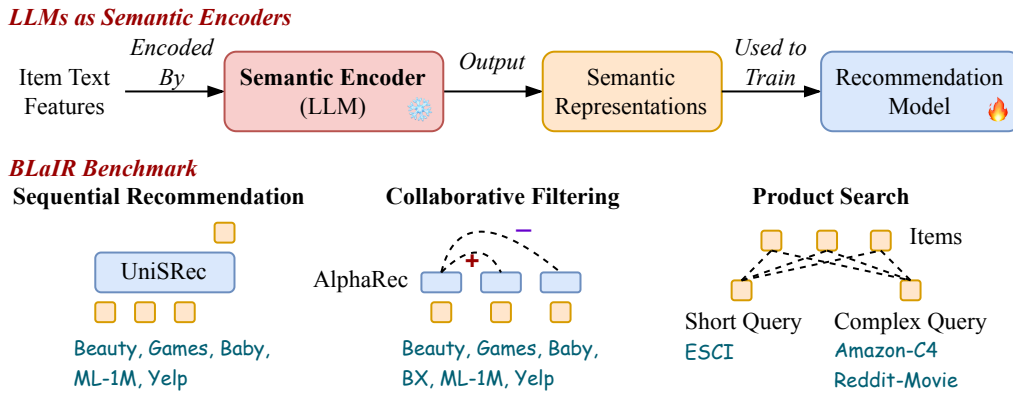 LLMs as Semantic Encoders
Item Text
Features
Encoded
By
Semantic Encoder
(LLM)
Output
Semantic
Representations
Used to
Train
Recommendation
Model
BLaIR Benchmark
Sequential Recommendation
UniSRec
Beauty, Games, Baby,
ML-1M, Yelp
Collaborative Filtering
−
+
AlphaRec
Beauty, Games, Baby,
BX, ML-1M, Yelp
Product Search
Items
Short Query
ESCI
Complex Query
Amazon-C4
Reddit-Movie